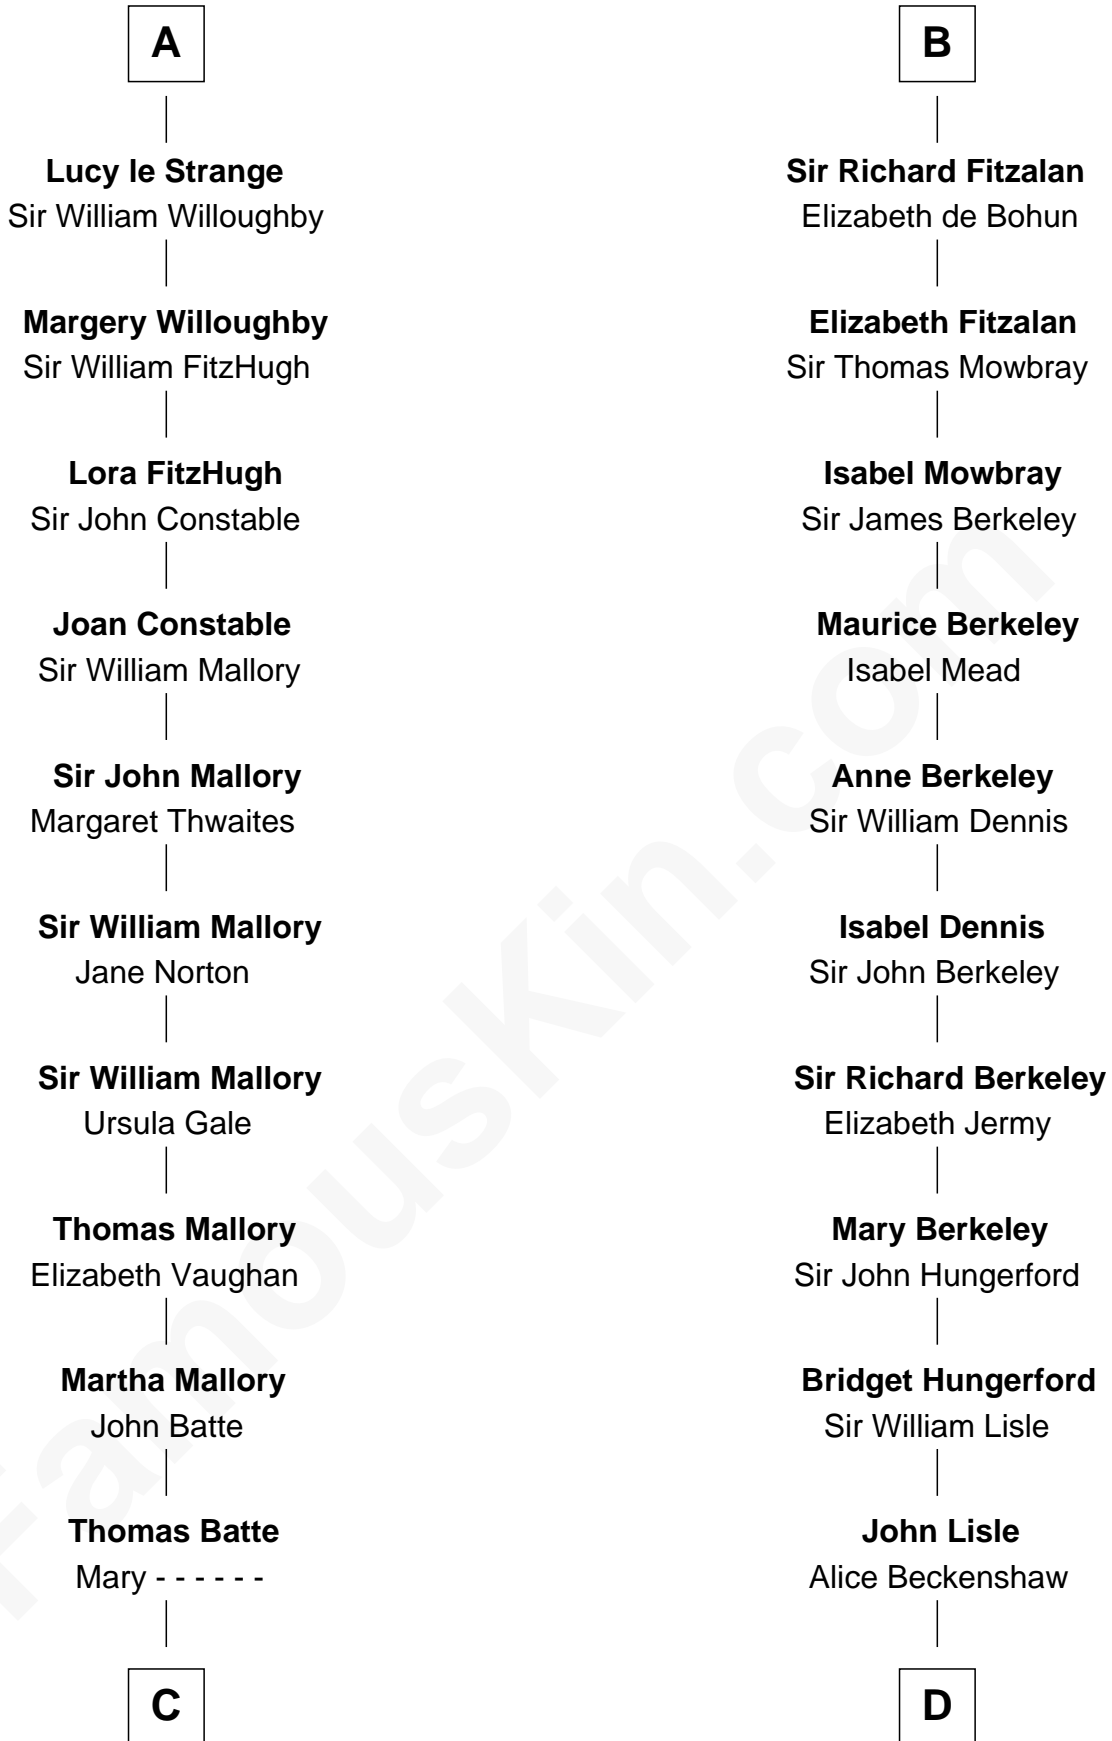 A
Lucy le Strange
Sir William Willoughby
Margery Willoughby
Sir William FitzHugh
Lora FitzHugh
Sir John Constable
Joan Constable
Sir William Mallory
Sir John Mallory
Margaret Thwaites
Sir William Mallory
Jane Norton
Sir William Mallory
Ursula Gale
Thomas Mallory
Elizabeth Vaughan
Martha Mallory
John Batte
Thomas Batte
Mary - - - - - -
C
B
Sir Richard Fitzalan
Elizabeth de Bohun
Elizabeth Fitzalan
Sir Thomas Mowbray
Isabel Mowbray
Sir James Berkeley
Maurice Berkeley
Isabel Mead
Anne Berkeley
Sir William Dennis
Isabel Dennis
Sir John Berkeley
Sir Richard Berkeley
Elizabeth Jermy
Mary Berkeley
Sir John Hungerford
Bridget Hungerford
Sir William Lisle
John Lisle
Alice Beckenshaw
D
FamousKin.com